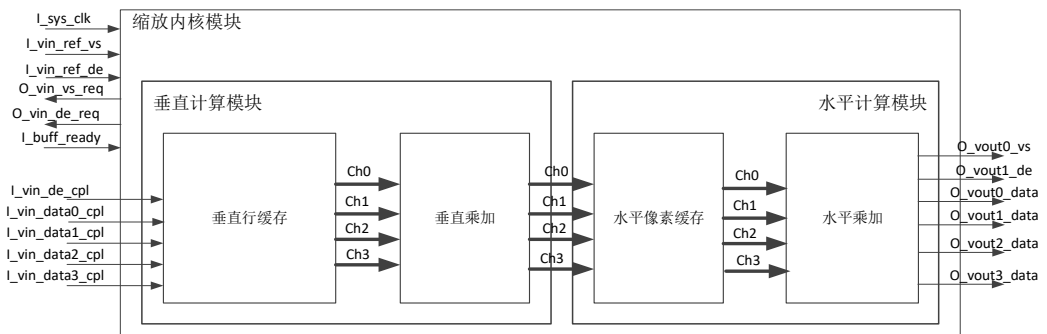 I_sys_clk
缩放内核模块
I_vin_ref_vs
I_vin_ref_de
O_vin_vs_req
垂直计算模块
水平计算模块
O_vin_de_req
I_buff_ready
O_vout0_vs
Ch0
Ch0
Ch0
O_vout1_de
I_vin_de_cpl
O_vout0_data
Ch1
Ch1
Ch1
I_vin_data0_cpl
垂直行缓存
垂直乘加
水平像素缓存
水平乘加
O_vout1_data
I_vin_data1_cpl
Ch2
Ch2
Ch2
O_vout2_data
I_vin_data2_cpl
Ch3
Ch3
Ch3
I_vin_data3_cpl
O_vout3_data